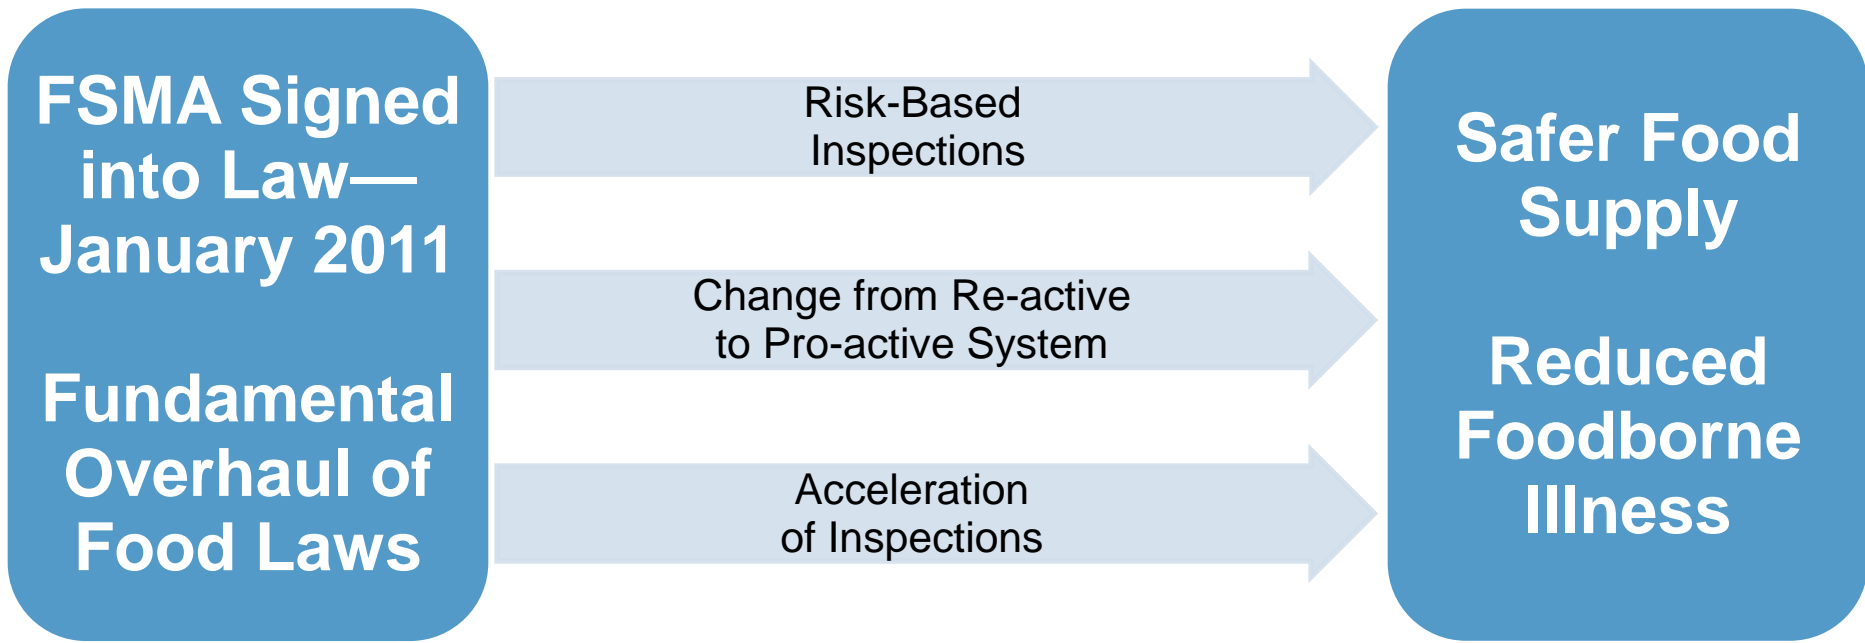 FSMA Signed
into Law—
January 2011
Fundamental
Overhaul of
Food Laws
Risk-Based
Inspections
Change from Re-active
to Pro-active System
Acceleration
of Inspections
Safer Food
Supply
Reduced
Foodborne
Illness